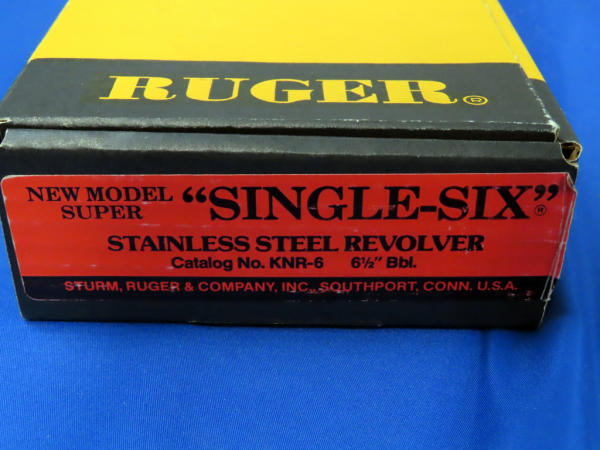 RUGER®
NEW MODEL SUPER “SINGLE-SIX”®
STAINLESS STEEL REVOLVER
Catalog No. KNR-6 6½” Bbl.
STURM, RUGER & COMPANY, INC., SOUTHPORT, CONN. U.S.A.